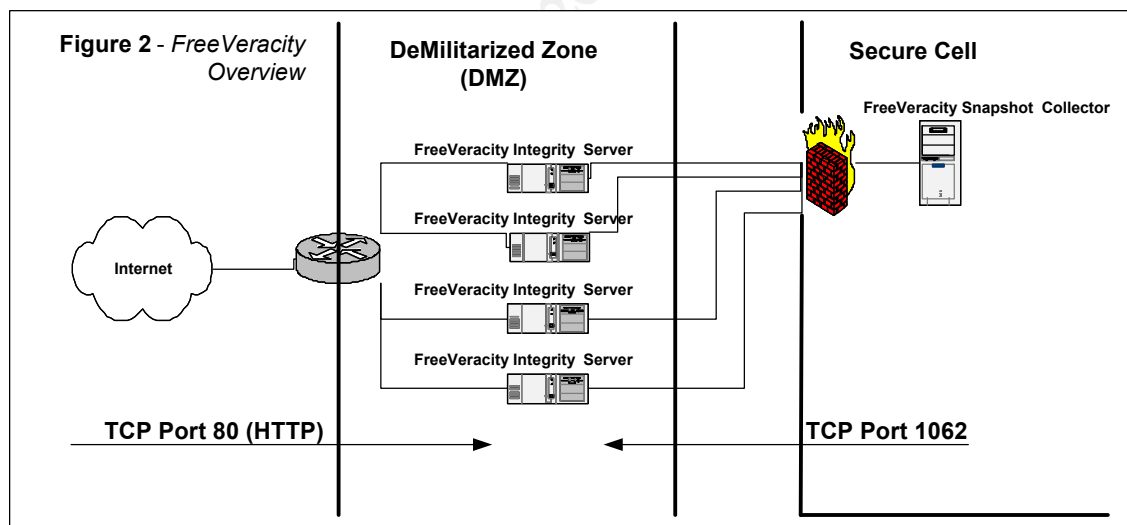 Figure 2 - FreeVeracity
Overview
DeMilitarized Zone
(DMZ)
Secure Cell
FreeVeracity Snapshot Collector
FreeVeracity Integrity Server
FreeVeracity Integrity Server
Internet
FreeVeracity Integrity Server
FreeVeracity Integrity Server
TCP Port 80 (HTTP)
TCP Port 1062